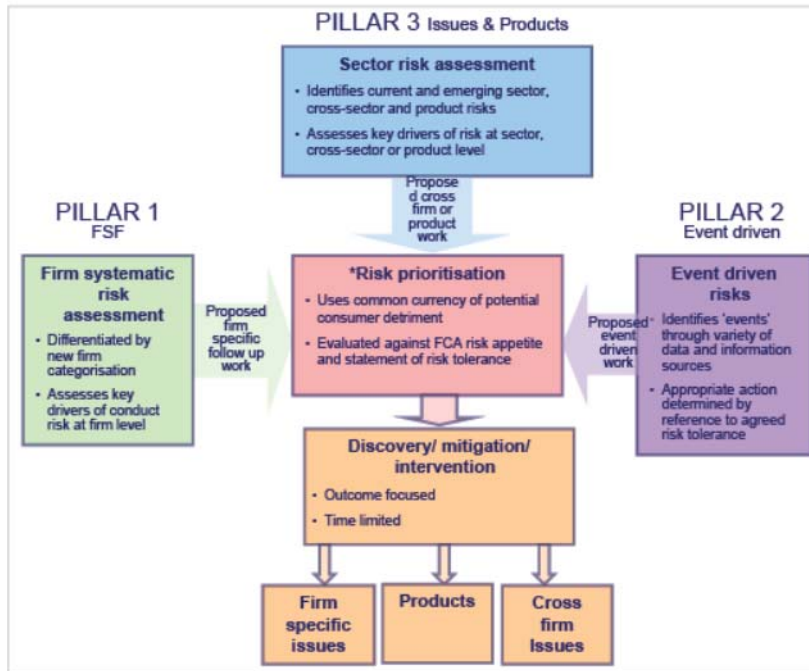 PILLAR 3 Issues & Products
Sector risk assessment
• Identifies current and emerging sector,
cross-sector and product risks
• Assesses key drivers of risk at sector,
cross-sector or product level
Propose
d cross
firm or
product
work
PILLAR 1
FSF
Firm systematic
risk
assessment
• Differentiated by
new firm
categorisation
• Assesses key
drivers of conduct
risk at firm level
Proposed
firm
specific
follow up
work
*Risk prioritisation
• Uses common currency of potential
consumer detriment
• Evaluated against FCA risk appetite
and statement of risk tolerance
PILLAR 2
Event driven
Proposed
event
driven
work
Event driven
risks
• Identifies 'events'
through variety of
data and information
sources
• Appropriate action
determined by
reference to agreed
risk tolerance
Discovery/ mitigation/
intervention
• Outcome focused
• Time limited
Firm
specific
issues
Products
Cross
firm
Issues